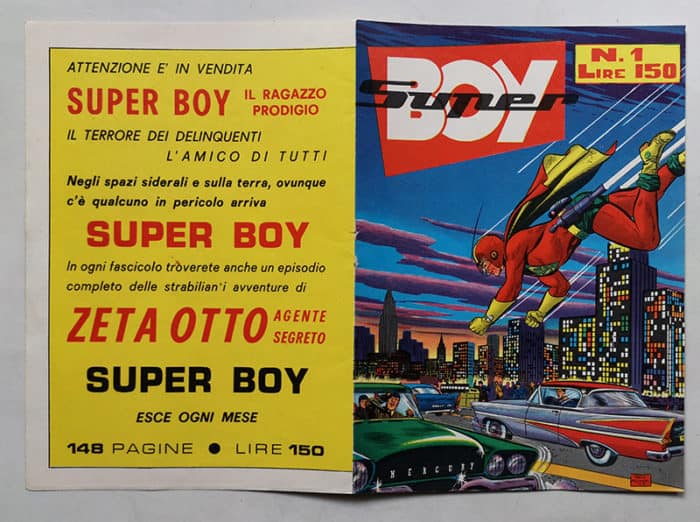 ATTENZIONE E' IN VENDITA
SUPER BOY IL RAGAZZO
PRODIGIO
IL TERRORE DEI DELINQUENTI
L'AMICO DI TUTTI
Negli spazi siderali e sulla terra, ovunque
c'è qualcuno in pericolo arriva
SUPER BOY
In ogni fascicolo troverete anche un episodio
completo delle strabilian'i avventure di
ZETA OTTO AGENTE
SEGRETO
SUPER BOY
ESCE OGNI MESE
148 PAGINE ● LIRE 150
Super
BOY
N. 1
LIRE 150
MERCURY